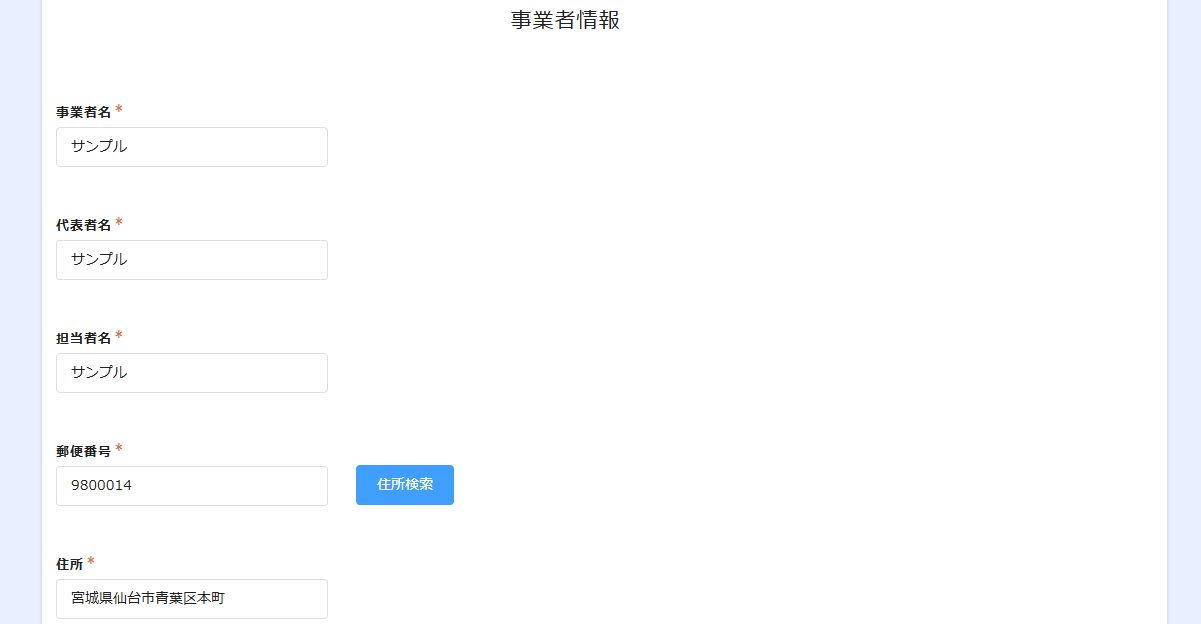 事業者情報
事業者名 *
サンプル
代表者名 *
サンプル
担当者名 *
サンプル
郵便番号 *
9800014
住所検索
住所 *
宮城県仙台市青葉区本町